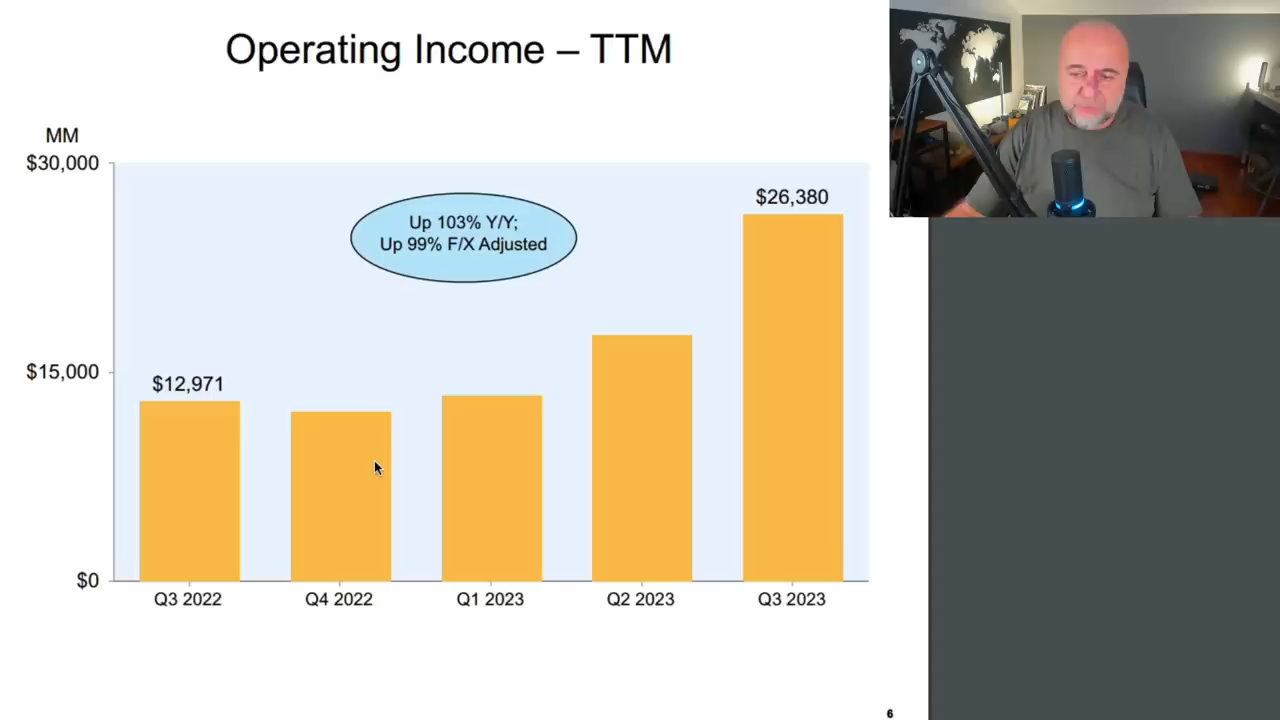 Operating Income – TTM
MM
$30,000
$26,380
Up 103% Y/Y;
Up 99% F/X Adjusted
$15,000
$12,971
$0
Q3 2022
Q4 2022
Q1 2023
Q2 2023
Q3 2023
6